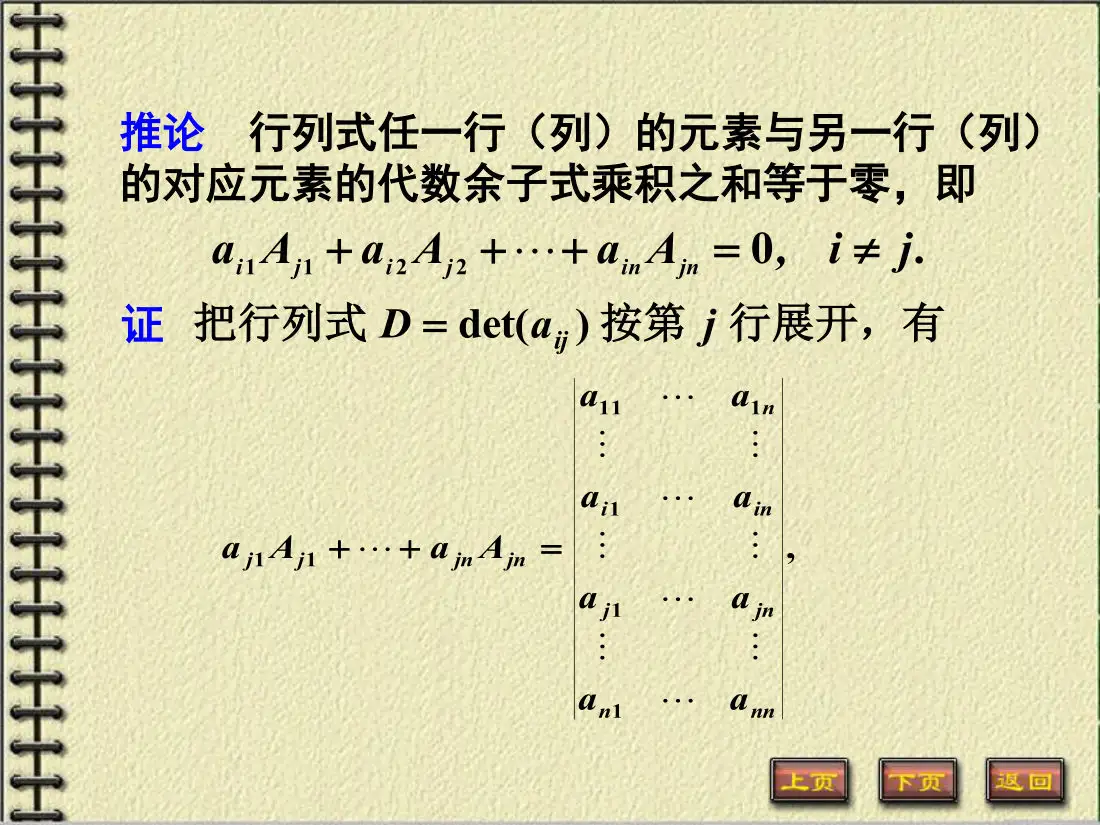 推论 行列式任一行（列）的元素与另一行（列）
的对应元素的代数余子式乘积之和等于零，即
a_{i1} A_{j1} + a_{i2} A_{j2} + ⋯ + a_{in} A_{jn} = 0, i ≠ j.
证 把行列式 D = det(a_{ij}) 按第 j 行展开，有
a_{11} ⋯ a_{1n}
⋮ ⋮
a_{i1} ⋯ a_{in}
a_{j1} A_{j1} + ⋯ + a_{jn} A_{jn} = ⋮ ⋮ ,
a_{j1} ⋯ a_{jn}
⋮ ⋮
a_{n1} ⋯ a_{nn}
上页 下页 返回